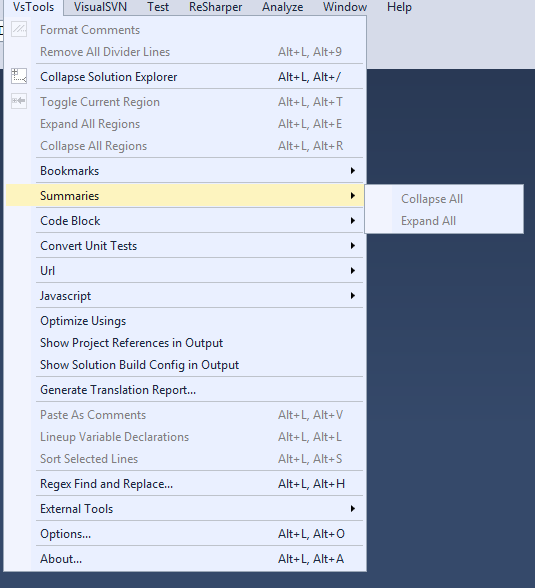 VsTools VisualSVN Test ReSharper Analyze Window Help
Format Comments
Remove All Divider Lines Alt+L, Alt+9
Collapse Solution Explorer Alt+L, Alt+/
Toggle Current Region Alt+L, Alt+T
Expand All Regions Alt+L, Alt+E
Collapse All Regions Alt+L, Alt+R
Bookmarks
Summaries
Collapse All
Expand All
Code Block
Convert Unit Tests
Url
Javascript
Optimize Usings
Show Project References in Output
Show Solution Build Config in Output
Generate Translation Report...
Paste As Comments Alt+L, Alt+V
Lineup Variable Declarations Alt+L, Alt+L
Sort Selected Lines Alt+L, Alt+S
Regex Find and Replace... Alt+L, Alt+H
External Tools
Options... Alt+L, Alt+O
About... Alt+L, Alt+A